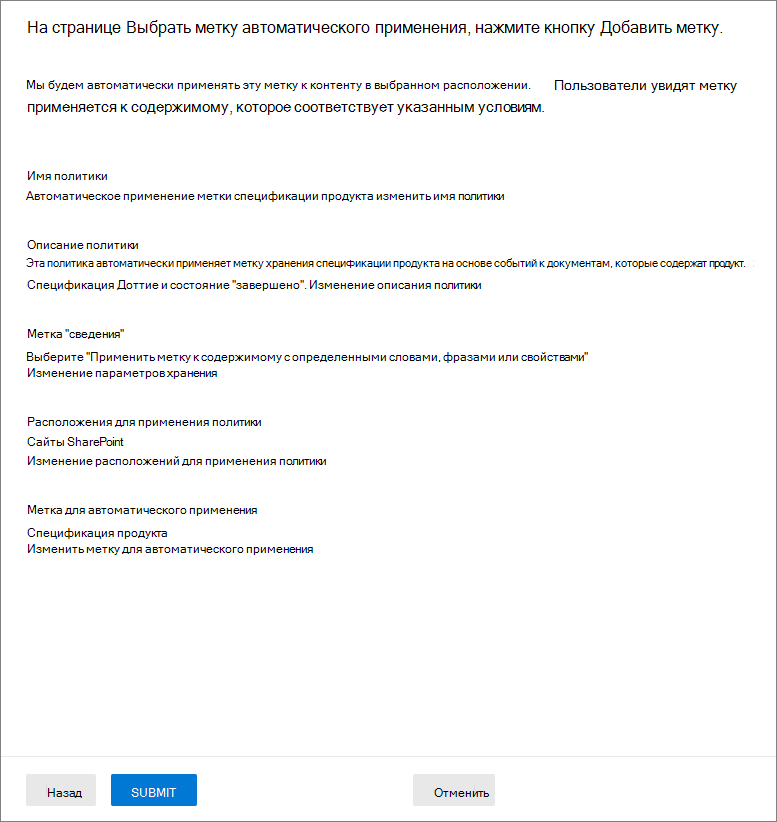 На странице Выбрать метку автоматического применения, нажмите кнопку Добавить метку.
Мы будем автоматически применять эту метку к контенту в выбранном расположении. Пользователи увидят метку
применяется к содержимому, которое соответствует указанным условиям.
Имя политики
Автоматическое применение метки спецификации продукта изменить имя политики
Описание политики
Эта политика автоматически применяет метку хранения спецификации продукта на основе событий к документам, которые содержат продукт.
Спецификация Доттие и состояние "завершено". Изменение описания политики
Метка "сведения"
Выберите "Применить метку к содержимому с определенными словами, фразами или свойствами"
Изменение параметров хранения
Расположения для применения политики
Сайты SharePoint
Изменение расположений для применения политики
Метка для автоматического применения
Спецификация продукта
Изменить метку для автоматического применения
Назад SUBMIT Отменить